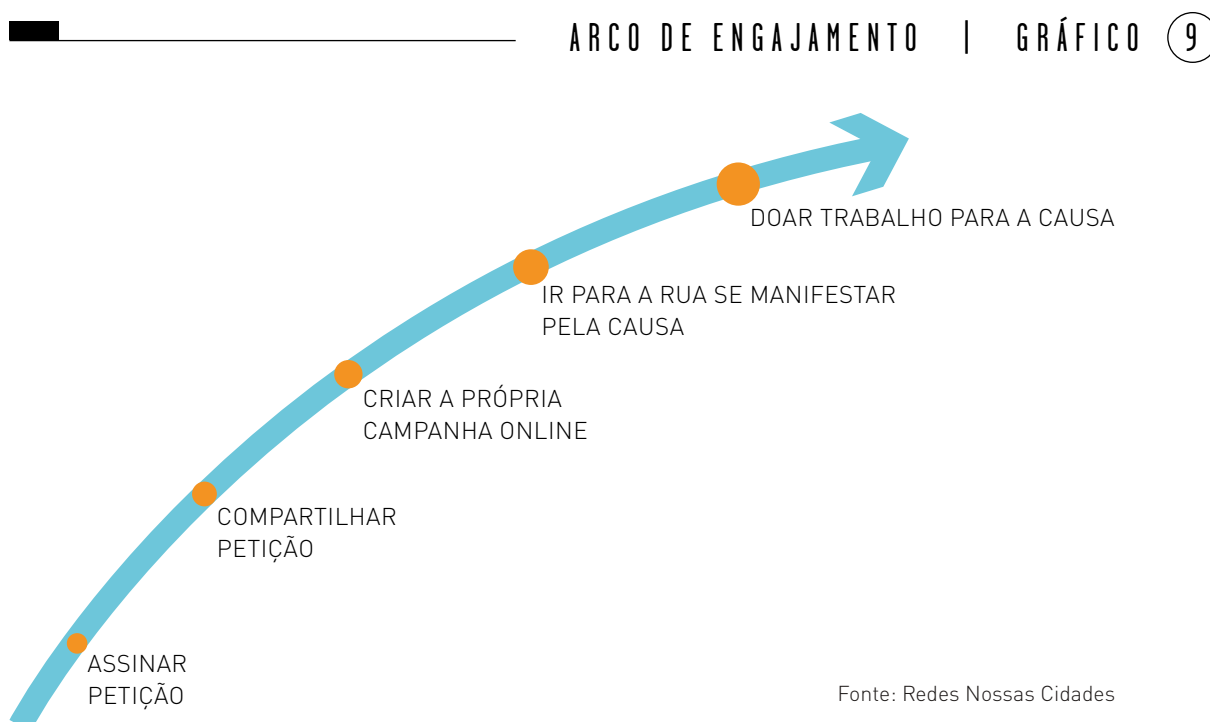 ARCO DE ENGAJAMENTO | GRÁFICO 9
DOAR TRABALHO PARA A CAUSA
IR PARA A RUA SE MANIFESTAR
PELA CAUSA
CRIAR A PRÓPRIA
CAMPANHA ONLINE
COMPARTILHAR
PETIÇÃO
ASSINAR
PETIÇÃO
Fonte: Redes Nossas Cidades